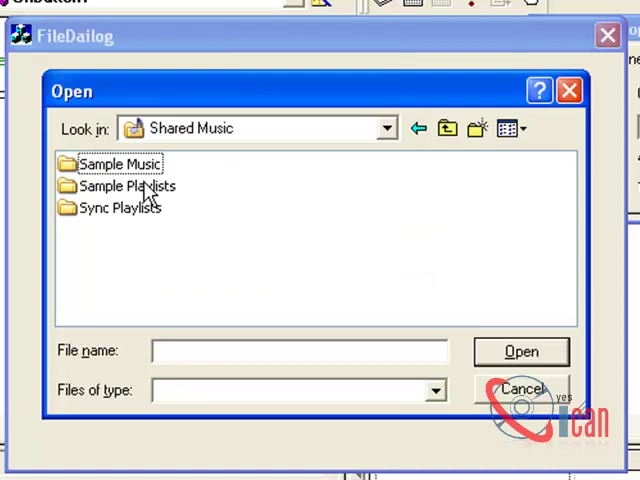 FileDailog
Open
Look in: Shared Music
Sample Music
Sample Playlists
Sync Playlists
File name:
Open
Files of type:
Cancel
yes
ican